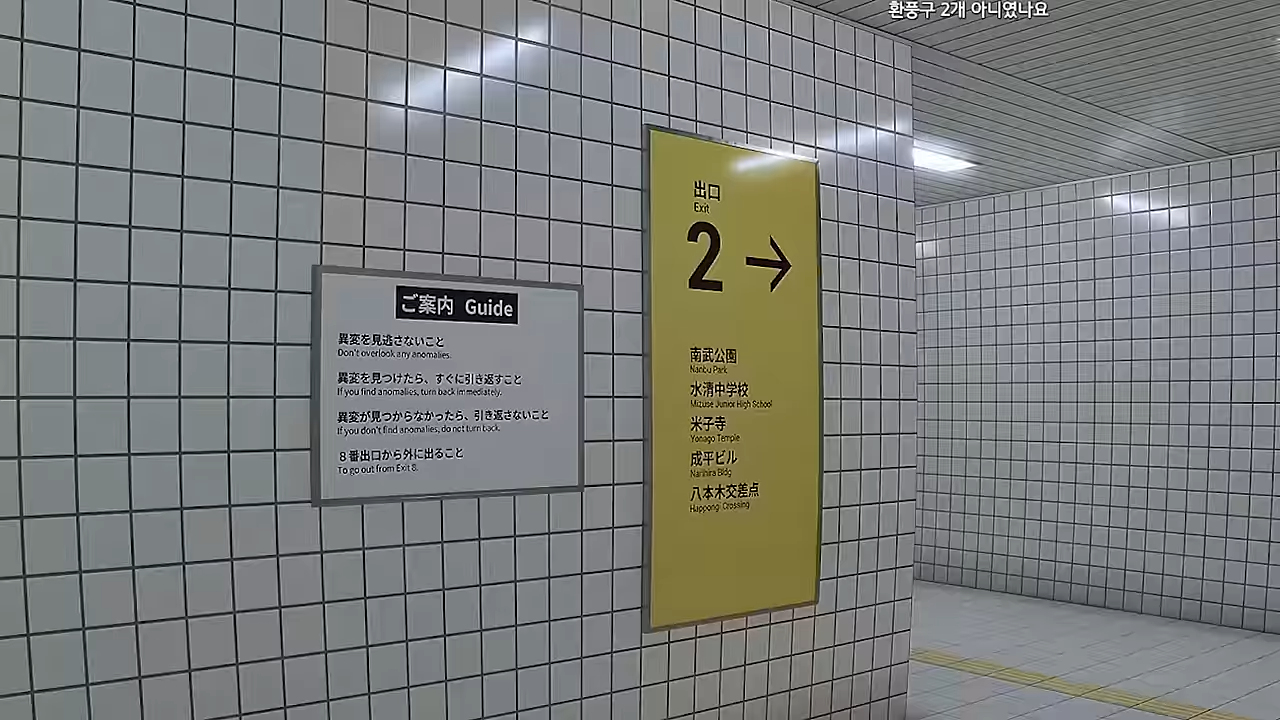 환풍구 2개 아니였나요
出口
Exit
2 →
南武公園
Nanbu Park
水清中学校
Mizuse Junior High School
米子寺
Yonago Temple
成平ビル
Narihira Bldg
八本木交差点
Happongi Crossing
ご案内 Guide
異変を見逃さないこと
Don't overlook any anomalies.
異変を見つけたら、すぐに引き返すこと
If you find anomalies, turn back immediately.
異変が見つからなかったら、引き返さないこと
If you don't find anomalies, do not turn back.
8番出口から外に出ること
To go out from Exit 8.